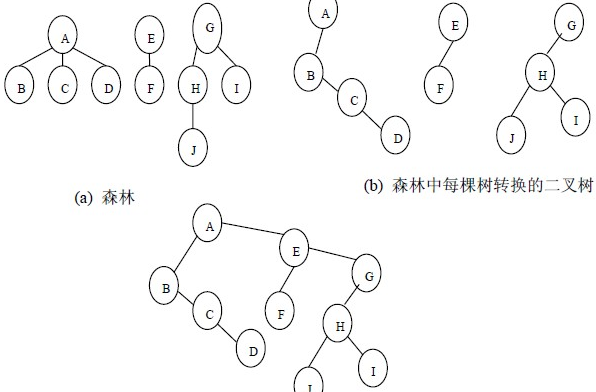 A E G
B C D F H I
J
(a) 森林
A E G
B F H
C
D J I
(b) 森林中每棵树转换的二叉树
A
E
B G
C F H
D I
J